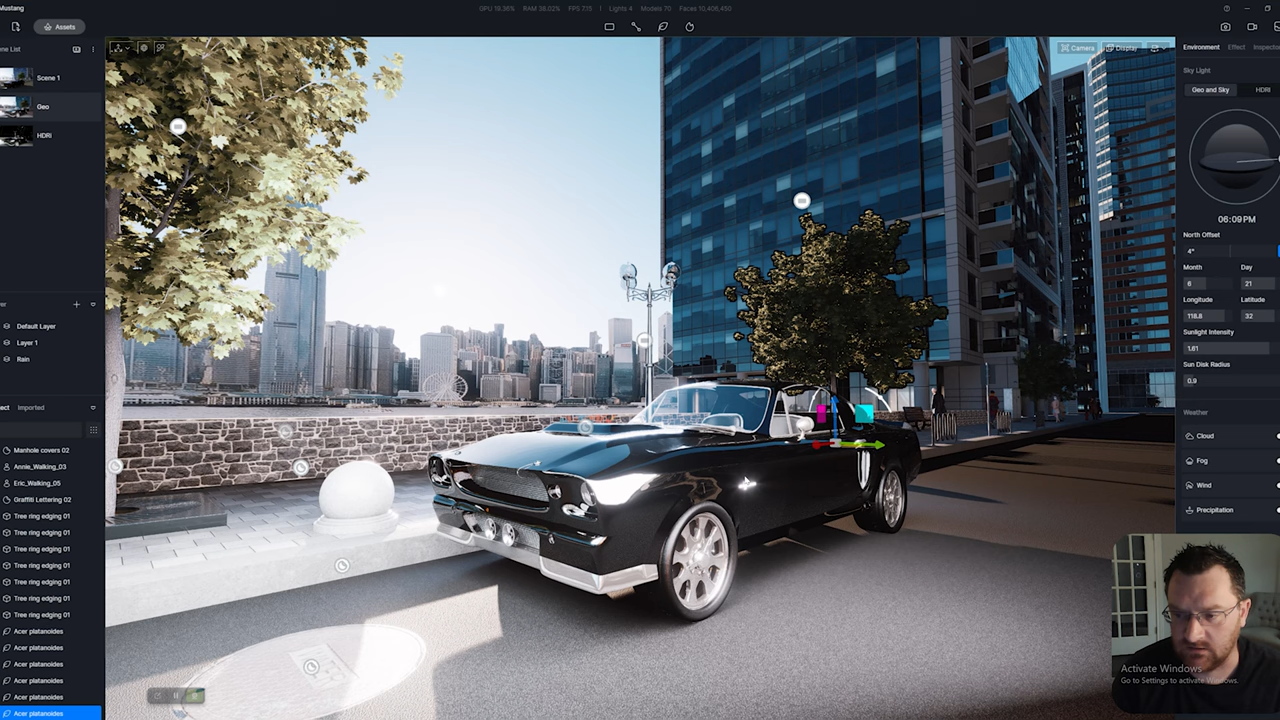 Mustang
GPU 18.36% RAM 38.02% FPS 7.15 Lights 4 Models 70 Faces 10,406,450
Assets
Camera Display
Scene 1
Geo
HDRI
Default Layer
Layer 1
Rain
Imported
Manhole covers 02
Annie_Walking_03
Eric_Walking_05
Graffiti Lettering 02
Tree ring edging 01
Tree ring edging 01
Tree ring edging 01
Tree ring edging 01
Tree ring edging 01
Tree ring edging 01
Tree ring edging 01
Acer platanoides
Acer platanoides
Acer platanoides
Acer platanoides
Acer platanoides
Acer platanoides
Environment Effect
Sky Light
Geo and Sky HDRI
06:09PM
North Offset
4°
Month Day
6 21
Longitude Latitude
118.8 32
Sunlight Intensity
1.61
Sun Disk Radius
0.9
Weather
Cloud
Fog
Wind
Precipitation
Activate Windows
Go to Settings to activate Windows.